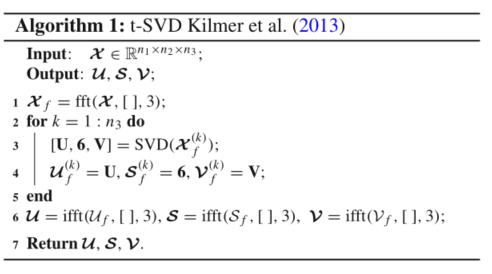 Algorithm 1: t-SVD Kilmer et al. (2013)
Input: 𝓧 ∈ ℝ^{n₁×n₂×n₃};
Output: 𝓤, 𝓢, 𝓥;
1 𝓧_f = fft(𝓧, [ ], 3);
2 for k = 1 : n₃ do
3 [U, 6, V] = SVD(𝓧_f^{(k)});
4 𝓤_f^{(k)} = U, 𝓢_f^{(k)} = 6, 𝓥_f^{(k)} = V;
5 end
6 𝓤 = ifft(𝒰_f, [ ], 3), 𝓢 = ifft(𝒮_f, [ ], 3), 𝓥 = ifft(𝒱_f, [ ], 3);
7 Return 𝓤, 𝓢, 𝓥.